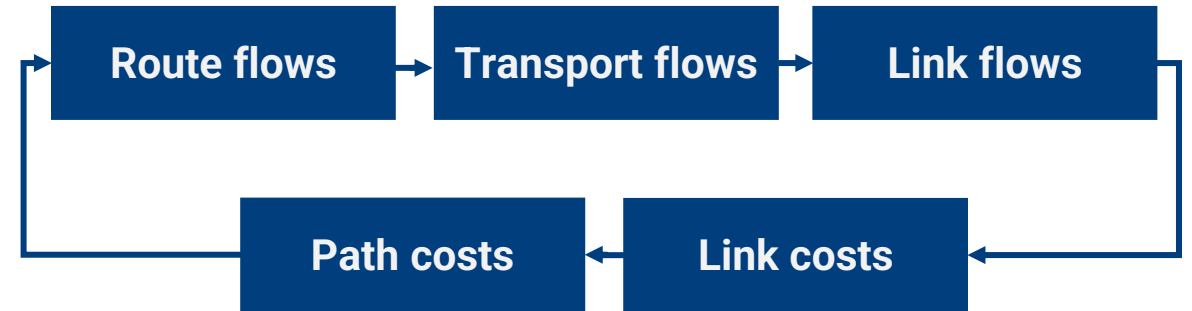 Route flows
Transport flows
Link flows
Path costs
Link costs